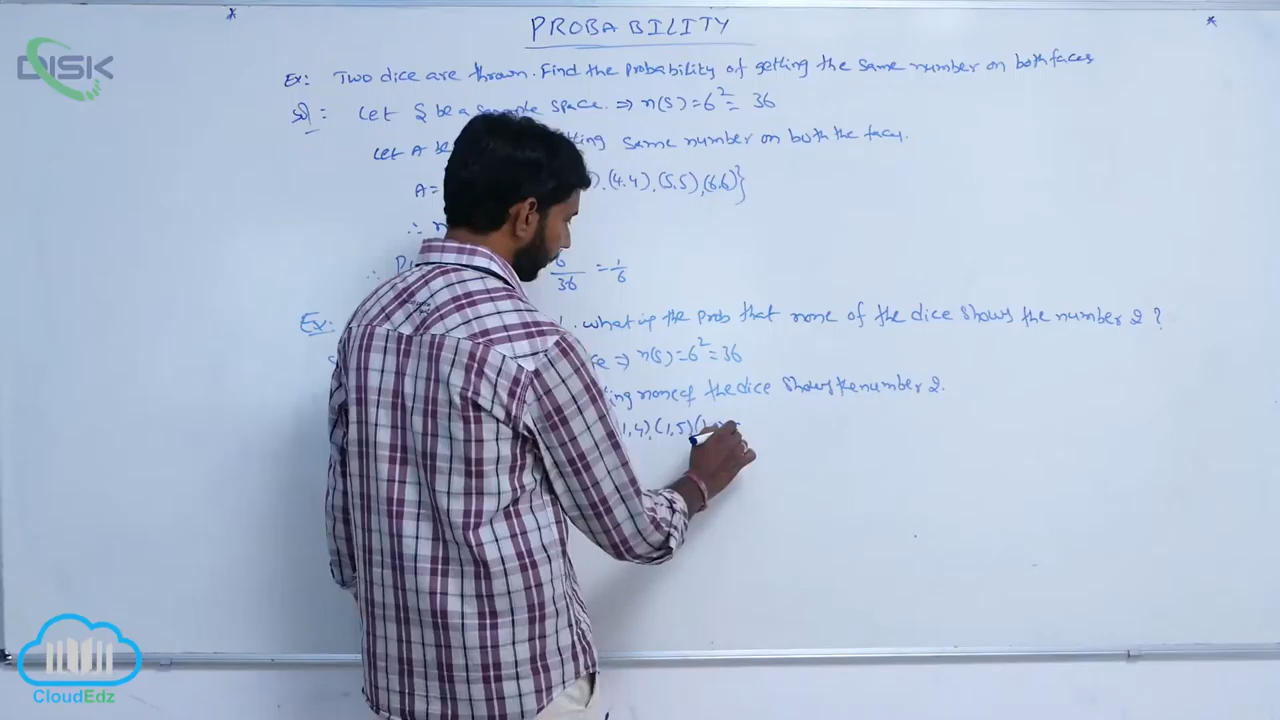 * PROBABILITY *
DISK
Ex: Two dice are thrown. Find the probability of getting the same number on both faces
Sol: Let S be a sample space. ⇒ n(S) = 6² = 36
Let A same number on both the faces.
A = (4,4), (5,5), (6,6)}
∴ n
∴ P 6/36 = 1/6
Ex: . what is the prob that none of the dice shows the number 2 ?
⇒ n(S) = 6² = 36
none of the dice shows the number 2.
1,4), (1,5)
CloudEdz